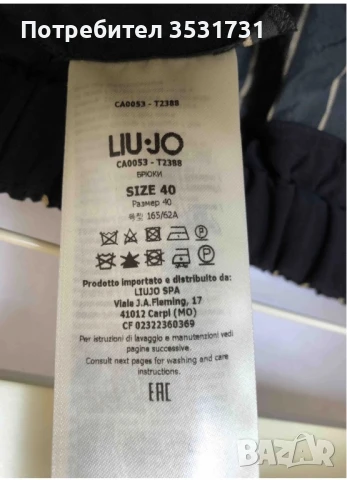 Потребител 3531731
CA0053 - T2388
LIU·JO
CA0053 - T2388
БРЮКИ
SIZE 40
Размер 40
165/62A
Prodotto importato e distribuito da:
LIUJO SPA
Viale J.A.Fleming, 17
41012 Carpi (MO)
CF 02322360369
Per istruzioni di lavaggio e manutenzioni vedi
pagine successive.
Consult next pages for washing and care
instructions.
EAC
BAZAR